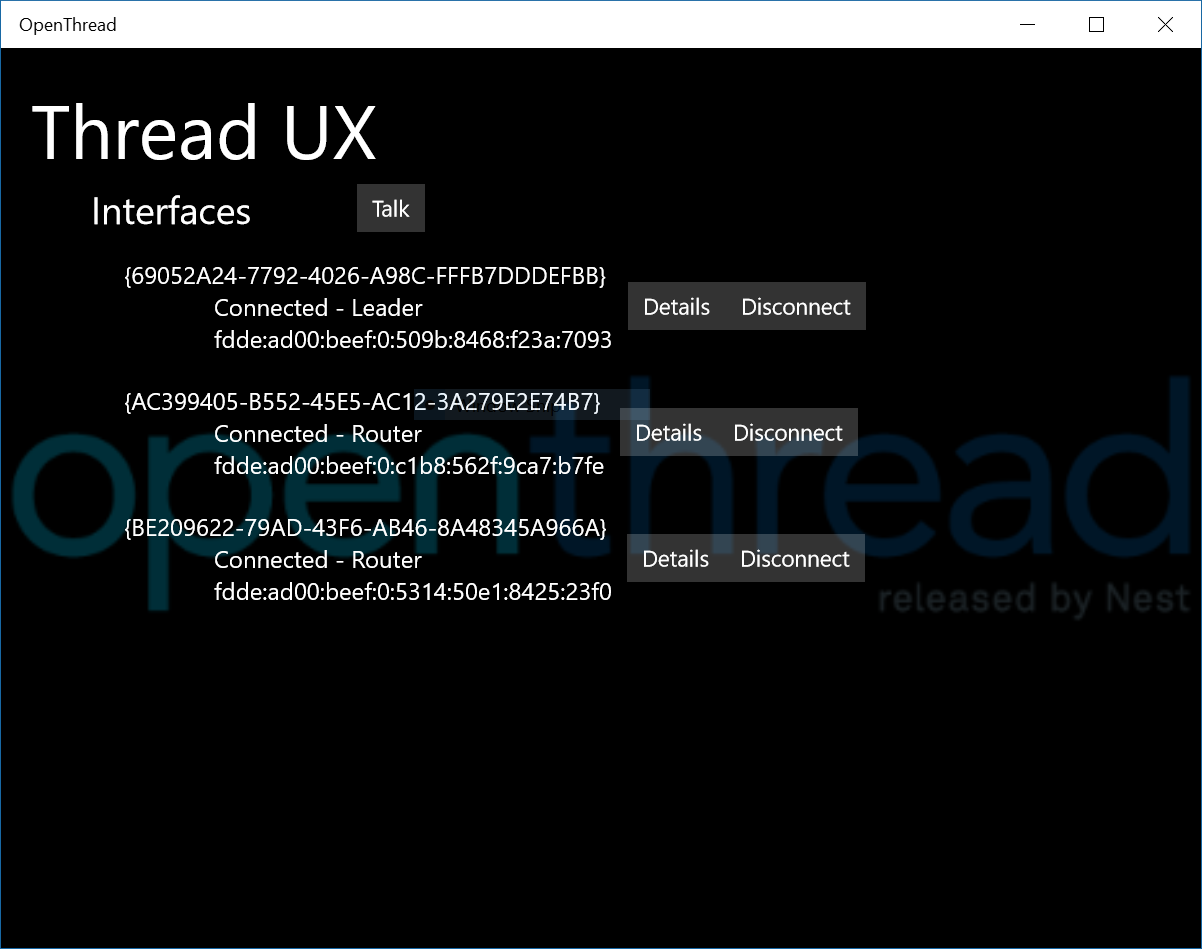 OpenThread
Thread UX
Interfaces
Talk
{69052A24-7792-4026-A98C-FFFB7DDDEFBB}
Connected - Leader
fdde:ad00:beef:0:509b:8468:f23a:7093
Details Disconnect
{AC399405-B552-45E5-AC12-3A279E2E74B7}
Connected - Router
fdde:ad00:beef:0:c1b8:562f:9ca7:b7fe
Details Disconnect
{BE209622-79AD-43F6-AB46-8A48345A966A}
Connected - Router
fdde:ad00:beef:0:5314:50e1:8425:23f0
Details Disconnect
openthread
released by Nest